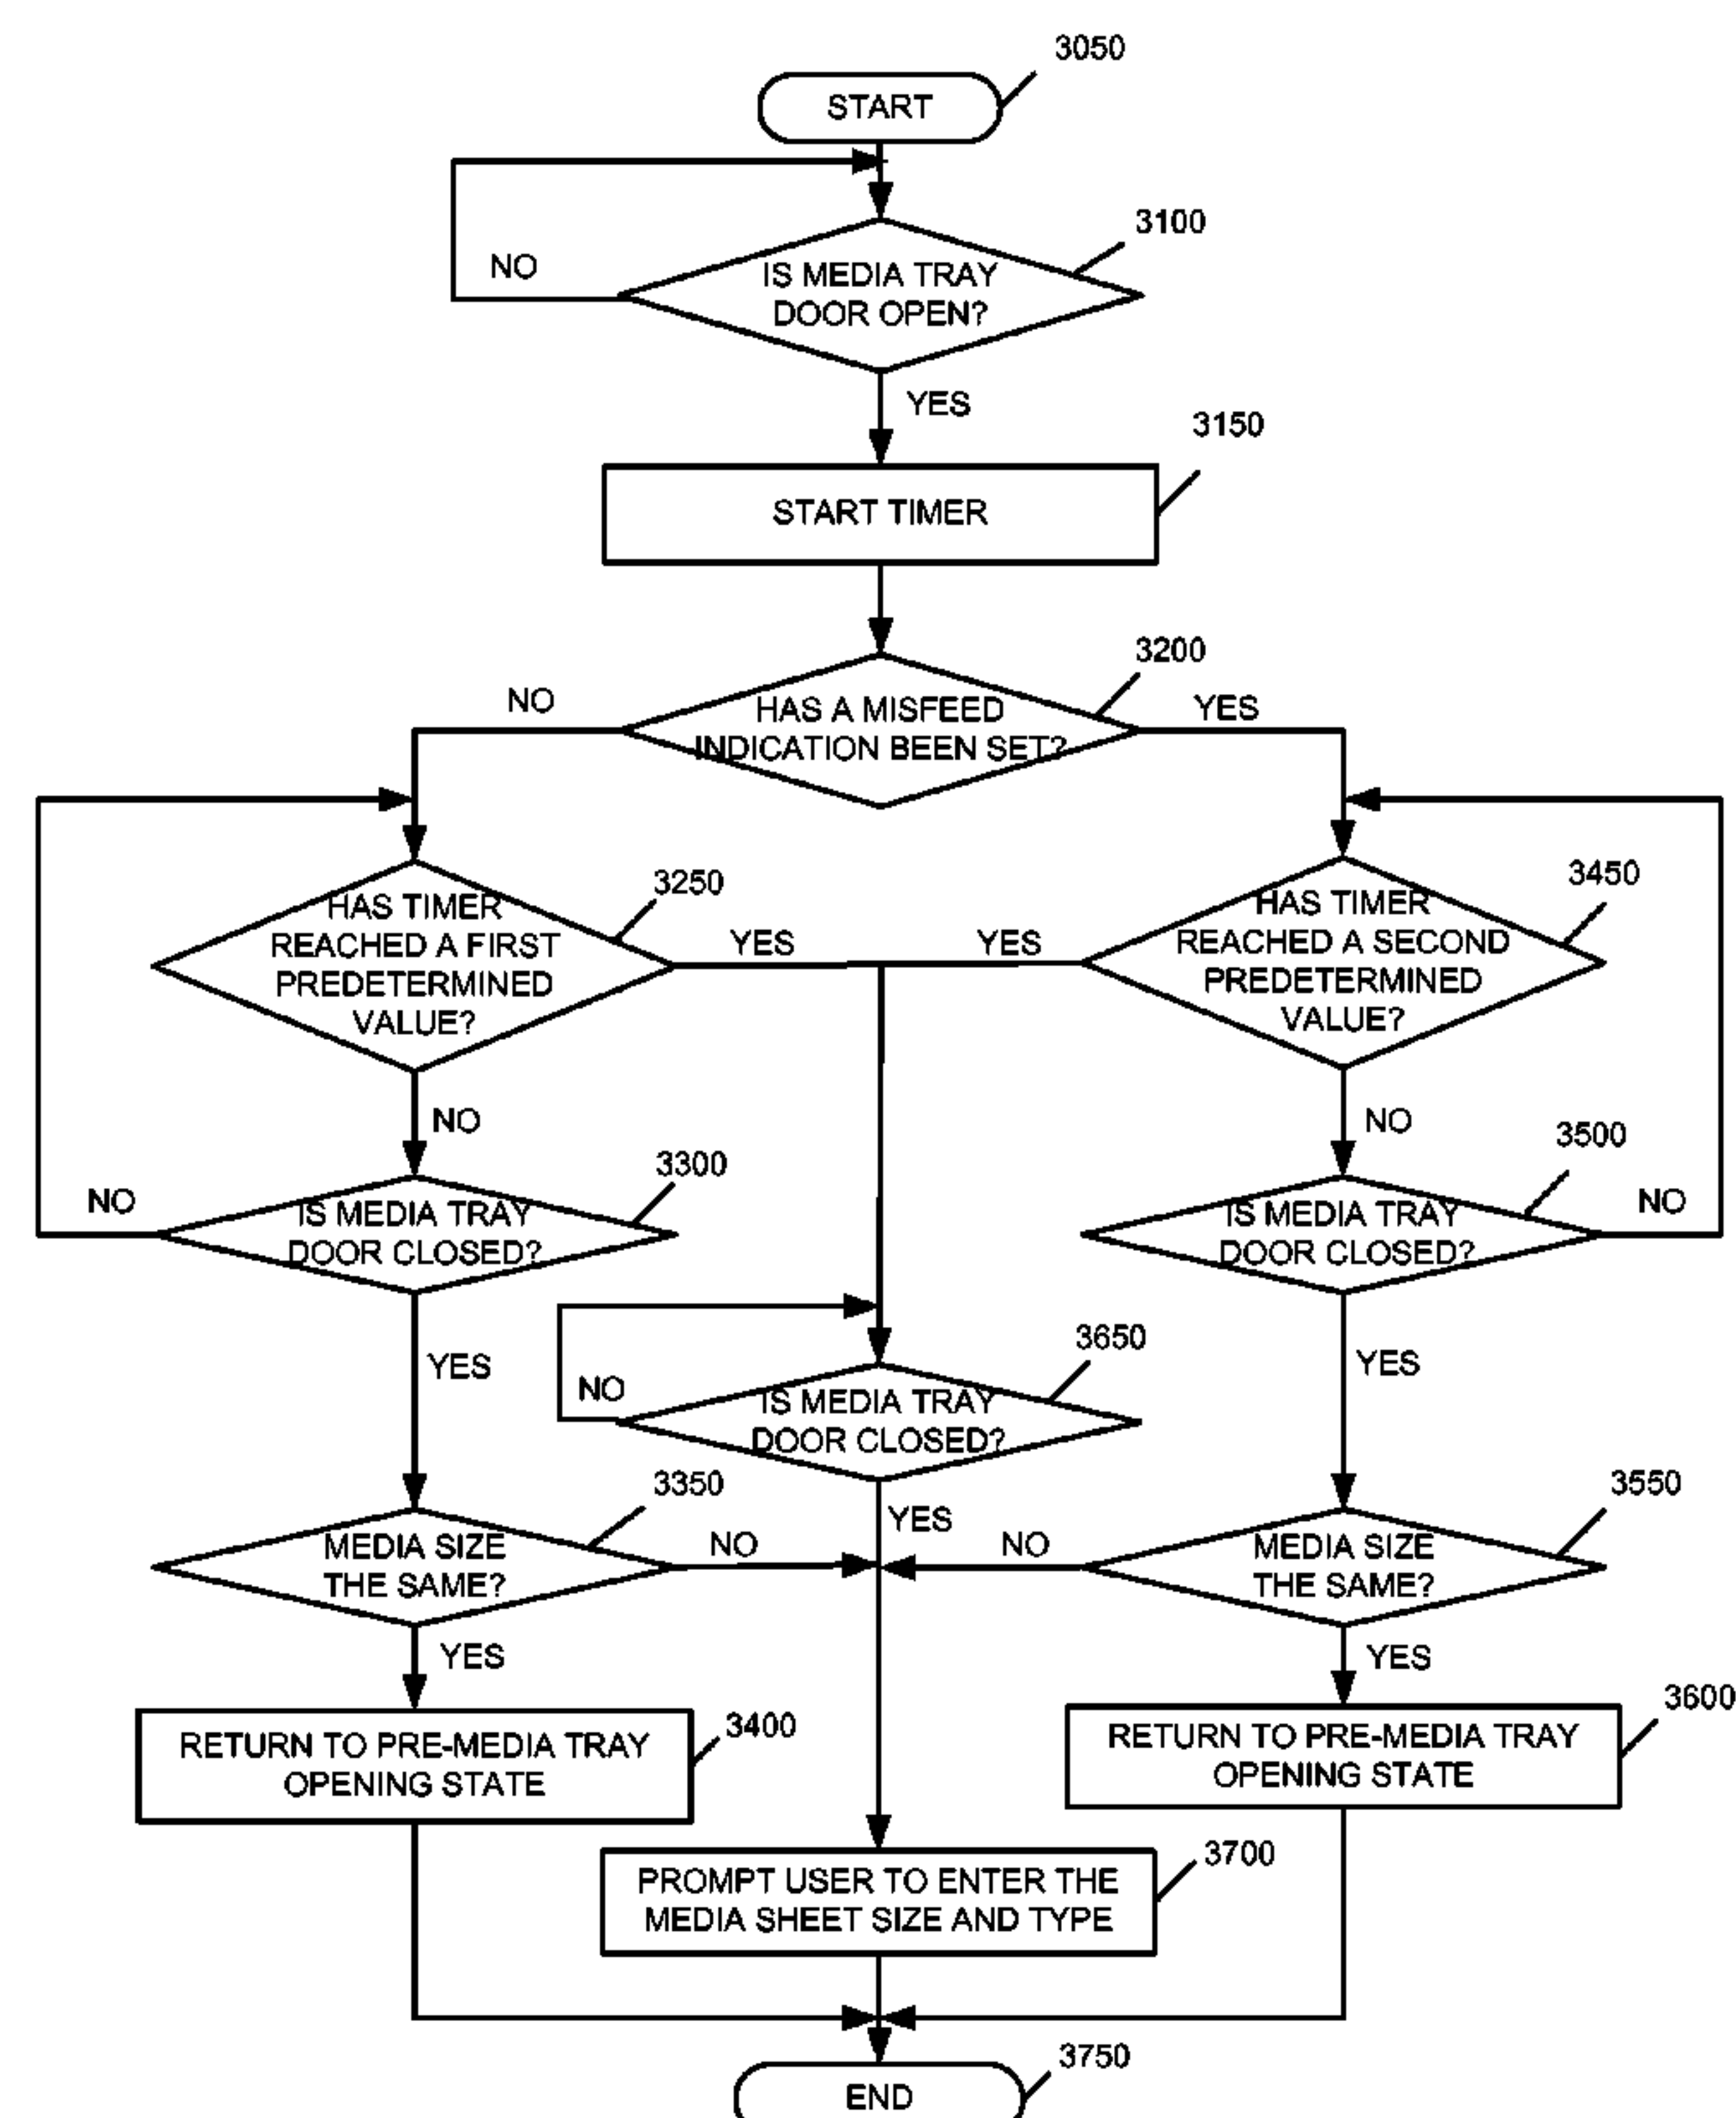 3050
START
3100
NO
IS MEDIA TRAY
DOOR OPEN?
YES
3150
START TIMER
3200
NO
HAS A MISFEED
INDICATION BEEN SET?
YES
3250
HAS TIMER
REACHED A FIRST
PREDETERMINED
VALUE?
YES
YES
3450
HAS TIMER
REACHED A SECOND
PREDETERMINED
VALUE?
NO
NO
3300
NO
IS MEDIA TRAY
DOOR CLOSED?
3500
IS MEDIA TRAY
DOOR CLOSED?
NO
YES
3650
NO
IS MEDIA TRAY
DOOR CLOSED?
YES
YES
3350
MEDIA SIZE
THE SAME?
NO
NO
3550
MEDIA SIZE
THE SAME?
YES
YES
3400
RETURN TO PRE-MEDIA TRAY
OPENING STATE
3600
RETURN TO PRE-MEDIA TRAY
OPENING STATE
3700
PROMPT USER TO ENTER THE
MEDIA SHEET SIZE AND TYPE
3750
END